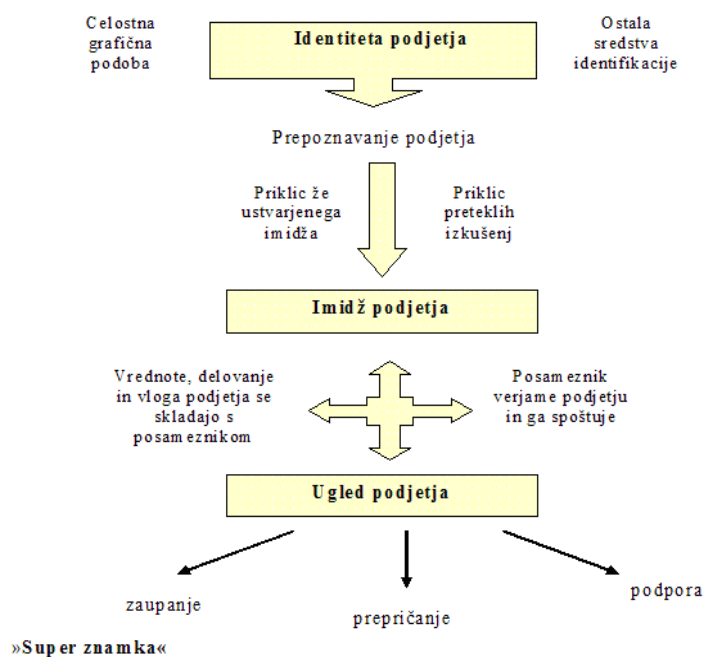 Celostna
grafična
podoba
Identiteta podjetja
Ostala
sredstva
identifikacije
Prepoznavanje podjetja
Priklic že
ustvarjenega
imidža
Priklic
preteklih
izkušenj
Imidž podjetja
Vrednote, delovanje
in vloga podjetja se
skladajo s
posameznikom
Posameznik
verjame podjetju
in ga spoštuje
Ugled podjetja
zaupanje
prepričanje
podpora
»Super znamka«